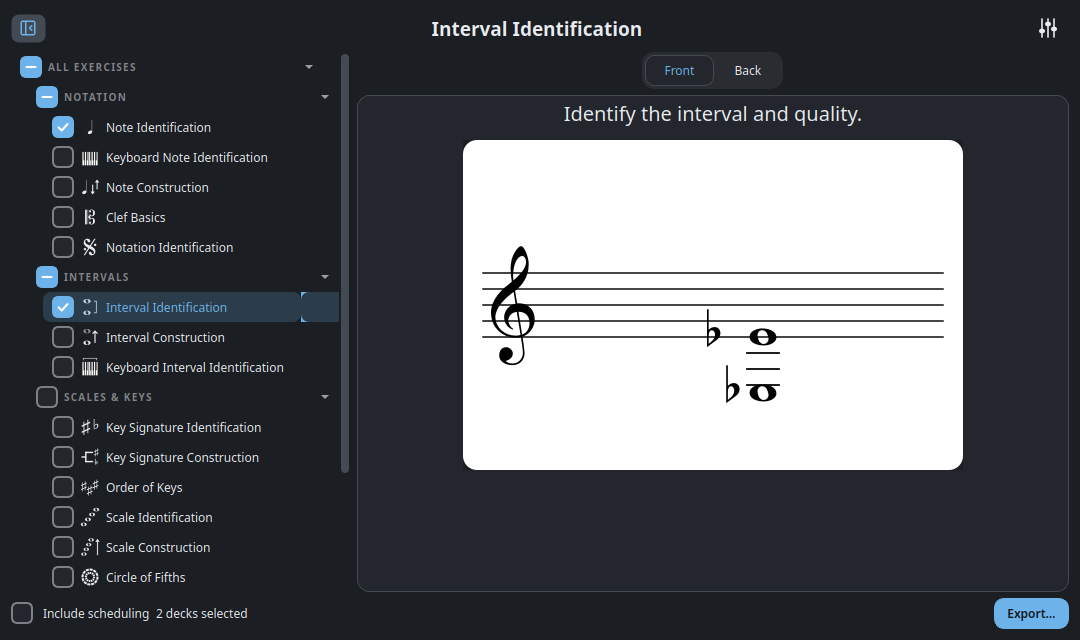 Interval Identification
ALL EXERCISES
NOTATION
Note Identification
Keyboard Note Identification
Note Construction
Clef Basics
Notation Identification
INTERVALS
Interval Identification
Interval Construction
Keyboard Interval Identification
SCALES & KEYS
Key Signature Identification
Key Signature Construction
Order of Keys
Scale Identification
Scale Construction
Circle of Fifths
Include scheduling 2 decks selected
Front Back
Identify the interval and quality.
Export...